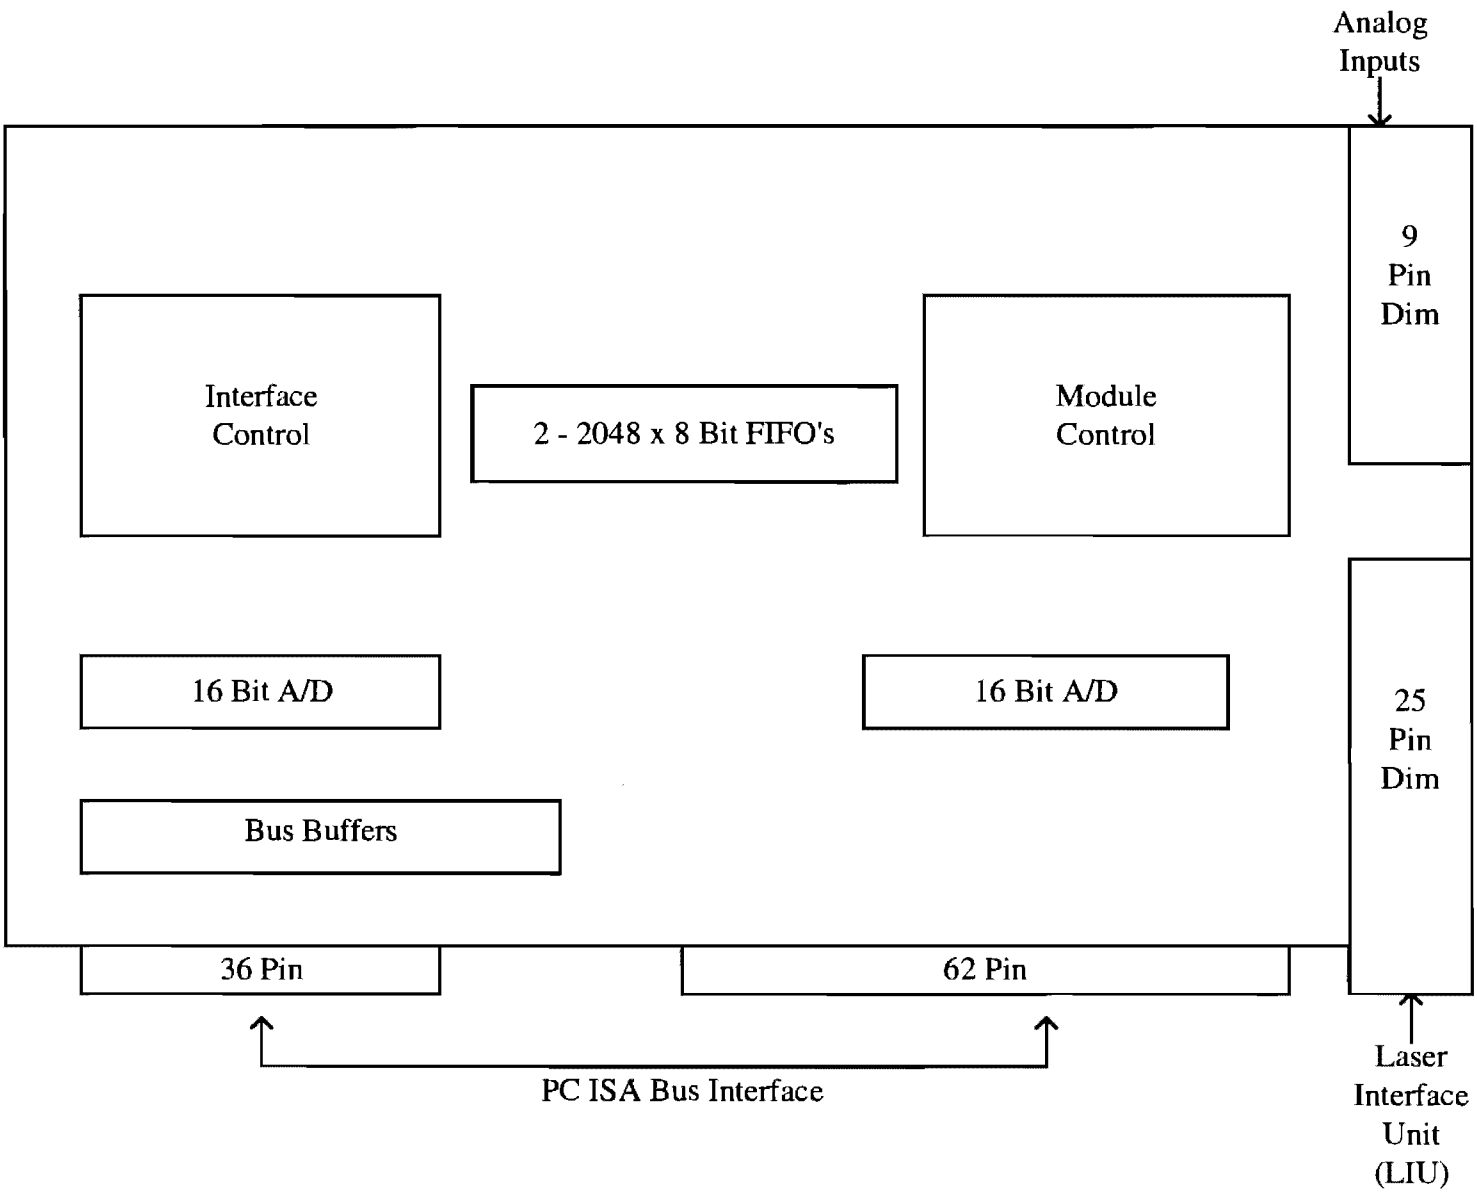 Analog
Inputs
9
Pin
Dim
Interface
Control
2 - 2048 x 8 Bit FIFO's
Module
Control
16 Bit A/D
16 Bit A/D
25
Pin
Dim
Bus Buffers
36 Pin
62 Pin
PC ISA Bus Interface
Laser
Interface
Unit
(LIU)